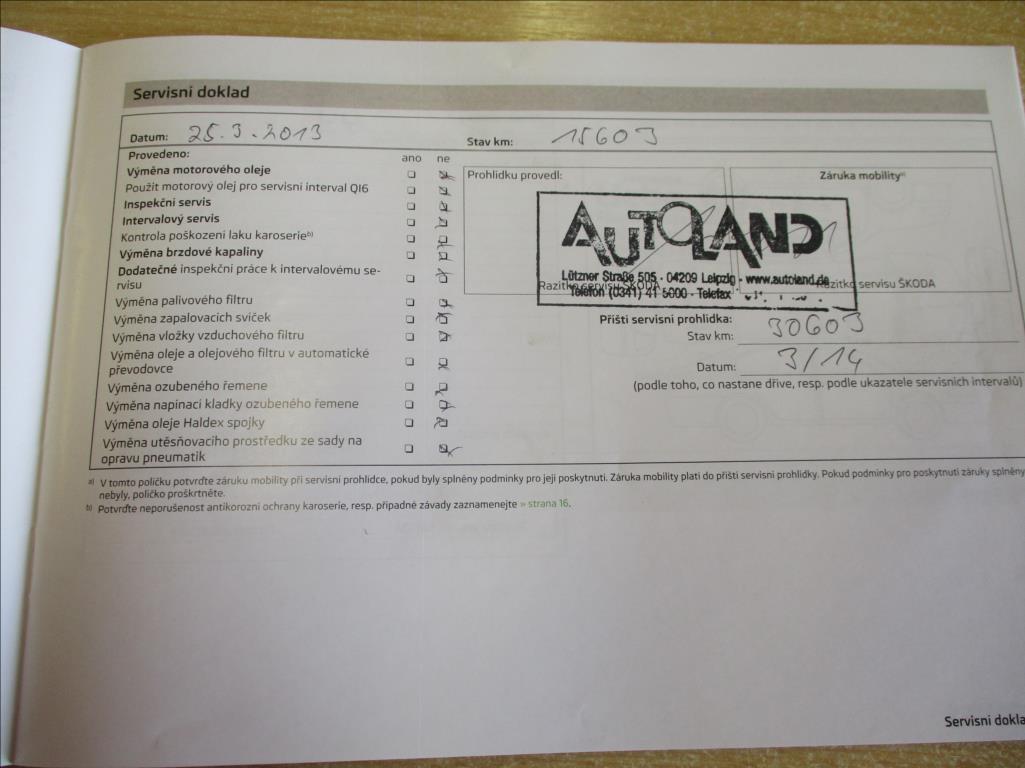 Servisní doklad
Datum: 25.3.2013
Stav km: 15603
Provedeno:
ano ne
Výměna motorového oleje
Použit motorový olej pro servisní interval QI6
Inspekční servis
Intervalový servis
Kontrola poškození laku karoserieb)
Výměna brzdové kapaliny
Dodatečné inspekční práce k intervalovému se-
rvisu
Výměna palivového filtru
Výměna zapalovacích svíček
Výměna vložky vzduchového filtru
Výměna oleje a olejového filtru v automatické
převodovce
Výměna ozubeného řemene
Výměna napínací kladky ozubeného řemene
Výměna oleje Haldex spojky
Výměna utěsňovacího prostředku ze sady na
opravu pneumatik
Prohlídku provedl:
Záruka mobilitya)
AUTOLAND
Lützner Straße 505 · 04209 Leipzig - www.autoland.de
Razítko servisu ŠKODA
Razítko servisu ŠKODA
Telefon (0341) 41 5000 - Telefax
Příští servisní prohlídka:
Stav km: 30603
Datum: 3/14
(podle toho, co nastane dříve, resp. podle ukazatele servisních intervalů)
a) V tomto políčku potvrďte záruku mobility při servisní prohlídce, pokud byly splněny podmínky pro její poskytnutí. Záruka mobility platí do příští servisní prohlídky. Pokud podmínky pro poskytnutí záruky splněny
nebyly, políčko proškrtněte.
b) Potvrďte neporušenost antikorozní ochrany karoserie, resp. případné závady zaznamenejte » strana 16.
Servisní dokla